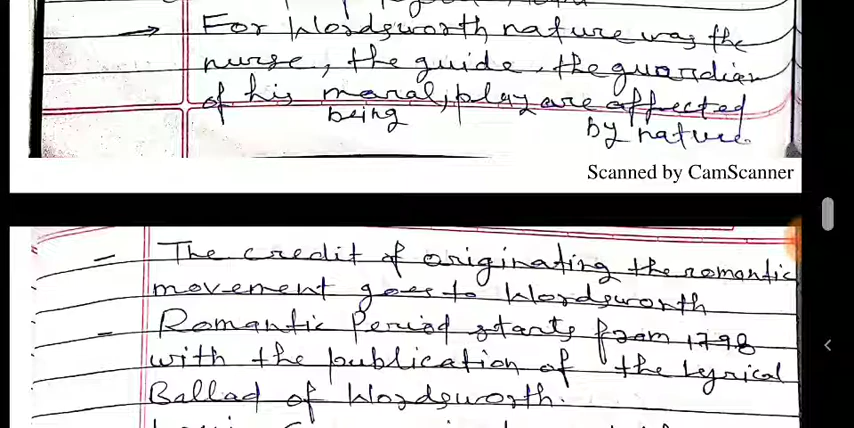 → For Wordsworth nature was the
nurse, the guide, the guardian
of his moral, play are affected
being by nature
Scanned by CamScanner
- The credit of originating the romantic
movement goes to Wordsworth
- Romantic Period starts from 1798
with the publication of the Lyrical
Ballad of Wordsworth.